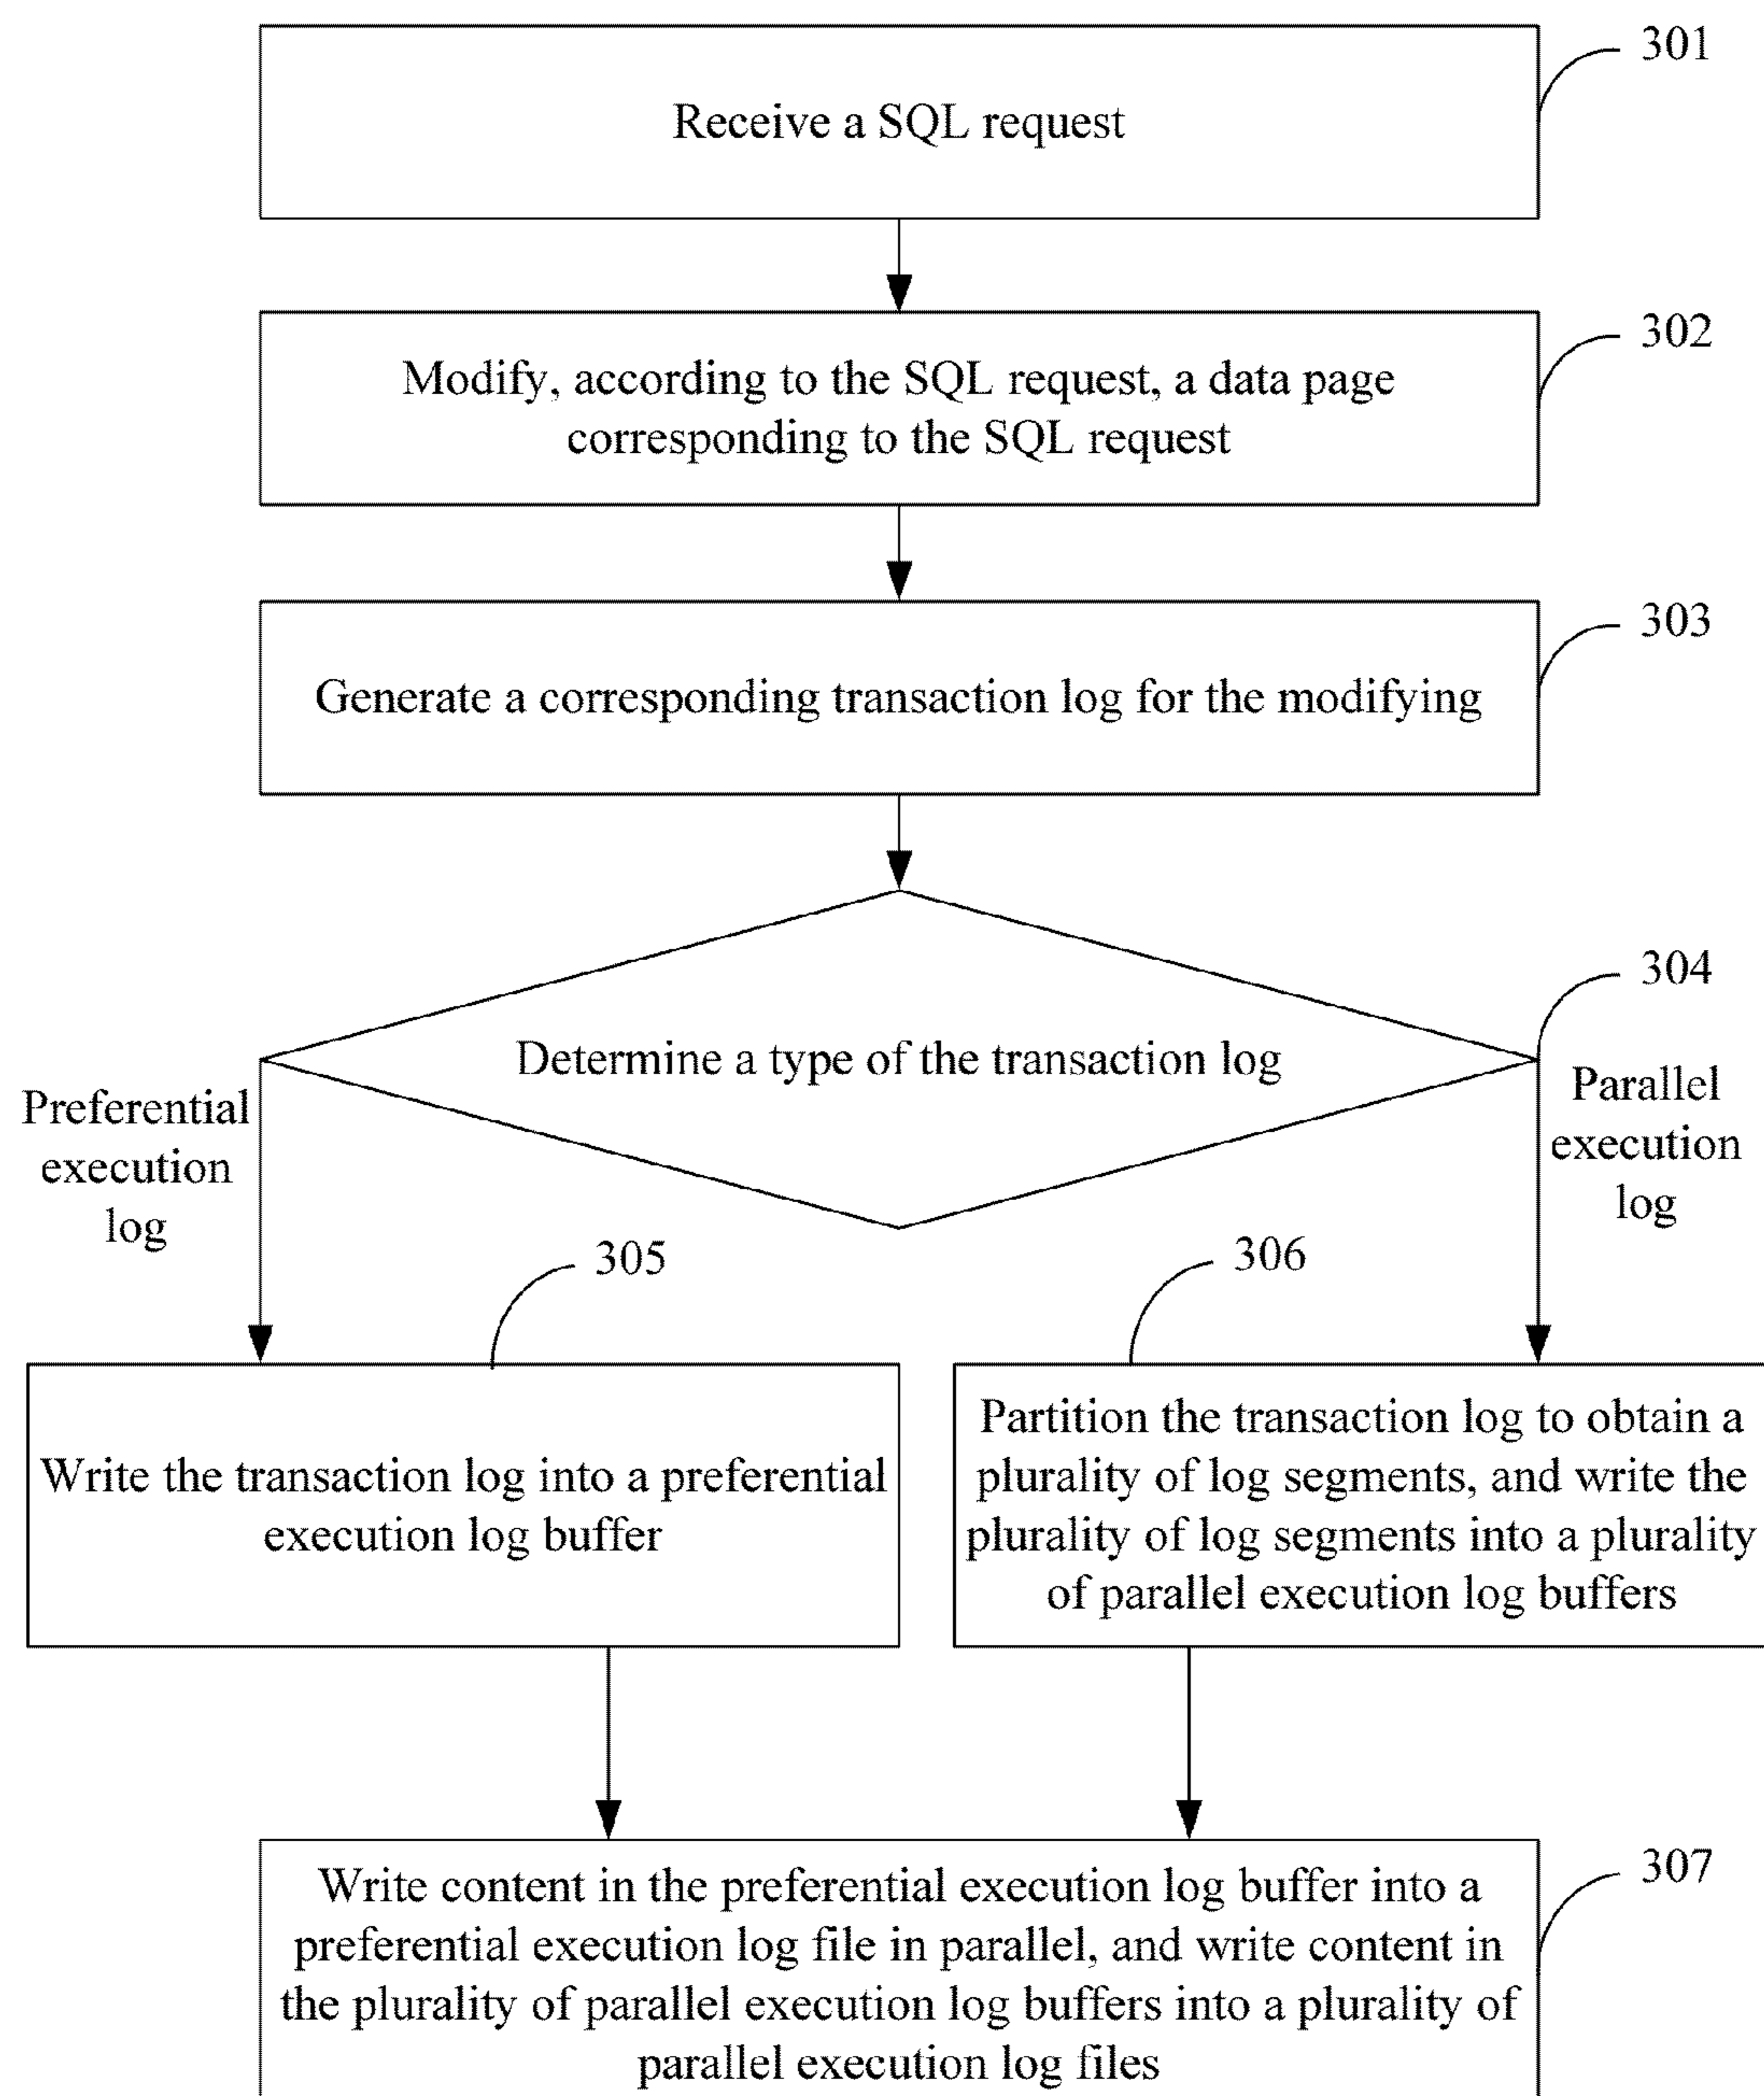 301
Receive a SQL request
302
Modify, according to the SQL request, a data page
corresponding to the SQL request
303
Generate a corresponding transaction log for the modifying
304
Determine a type of the transaction log
Preferential
execution
log
Parallel
execution
log
305
306
Write the transaction log into a preferential
execution log buffer
Partition the transaction log to obtain a
plurality of log segments, and write the
plurality of log segments into a plurality
of parallel execution log buffers
307
Write content in the preferential execution log buffer into a
preferential execution log file in parallel, and write content in
the plurality of parallel execution log buffers into a plurality of
parallel execution log files